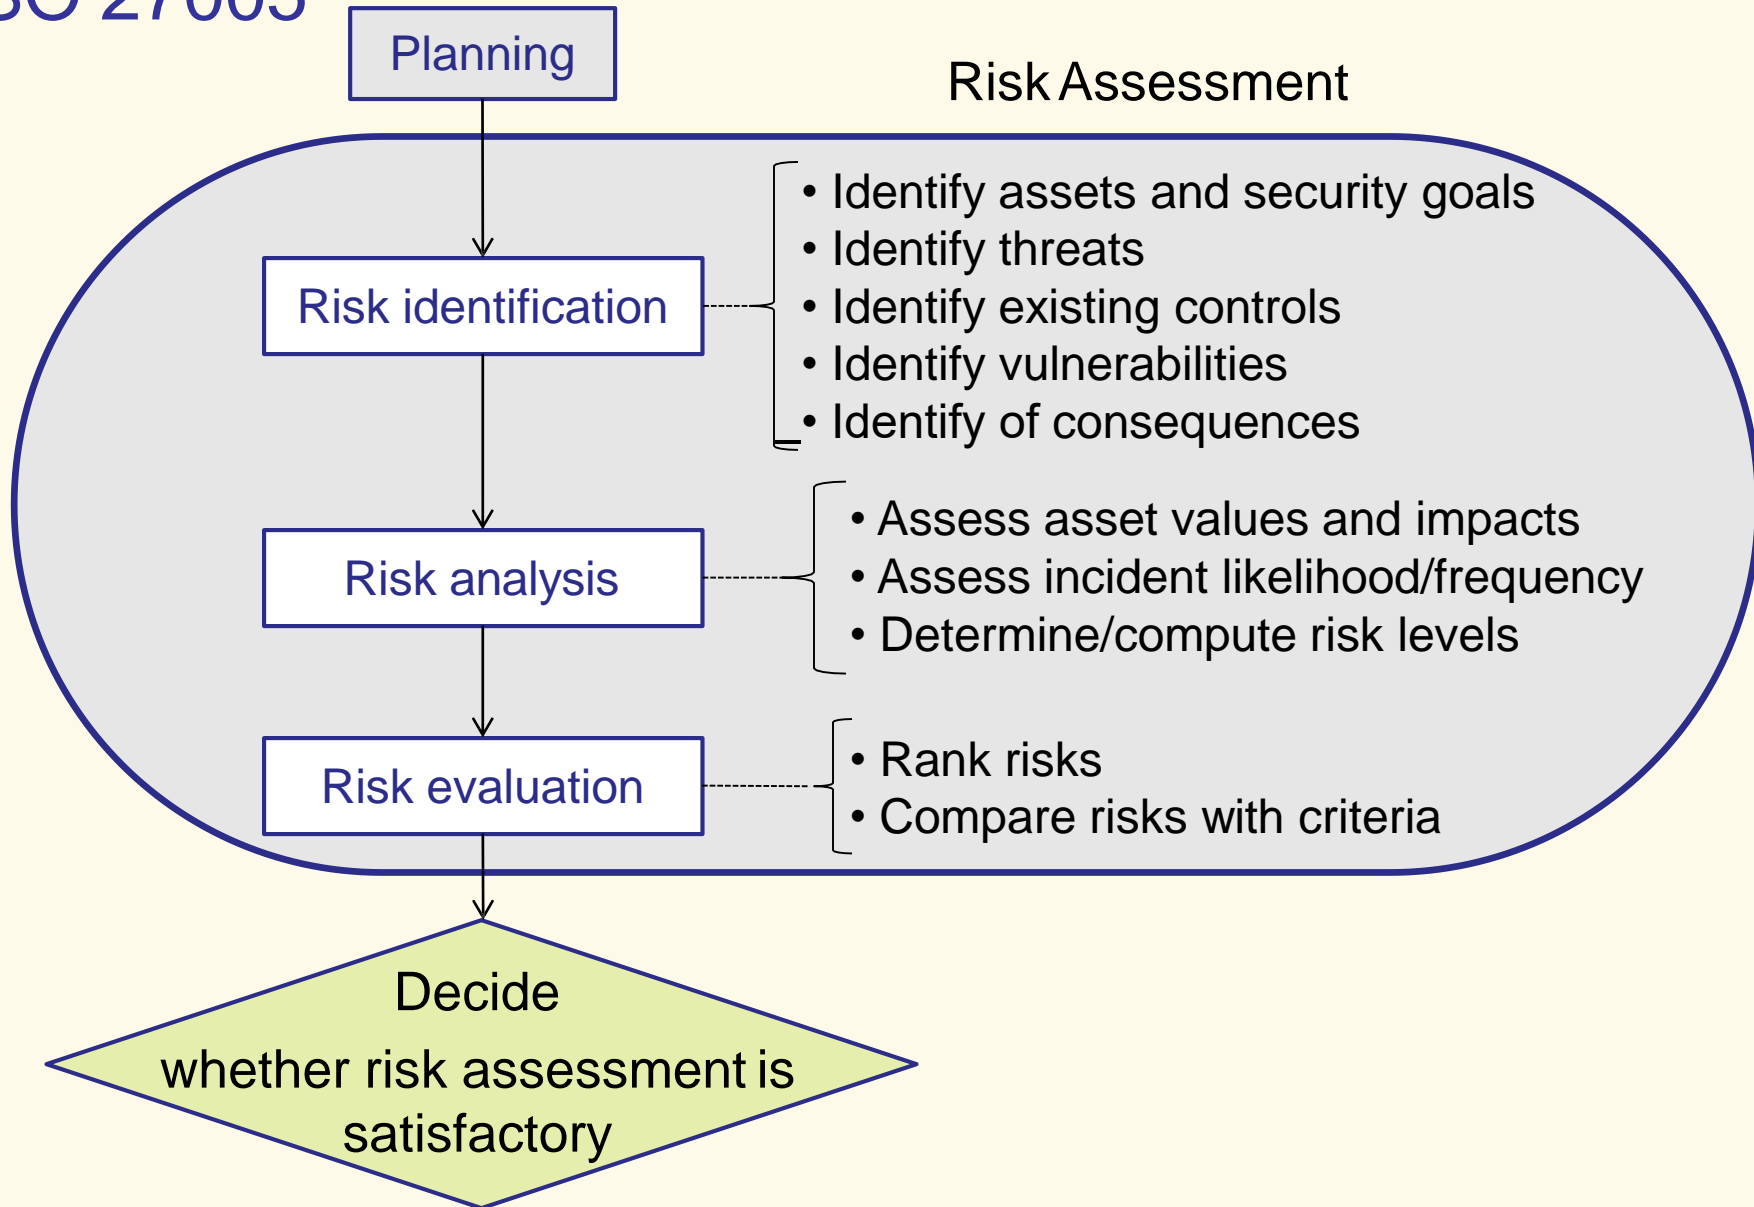 Planning
Risk Assessment
• Identify assets and security goals
• Identify threats
Risk identification
• Identify existing controls
• Identify vulnerabilities
• Identify of consequences
• Assess asset values and impacts
Risk analysis
• Assess incident likelihood/frequency
• Determine/compute risk levels
Risk evaluation
• Rank risks
• Compare risks with criteria
Decide
whether risk assessment is
satisfactory